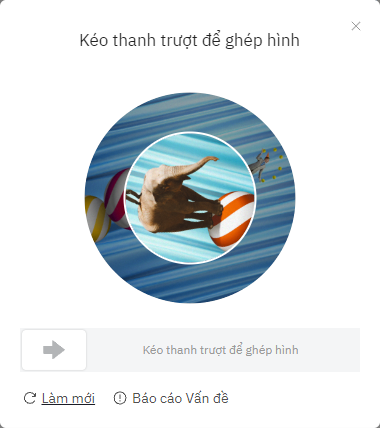 Kéo thanh trượt để ghép hình
Kéo thanh trượt để ghép hình
Làm mới
Báo cáo Vấn đề